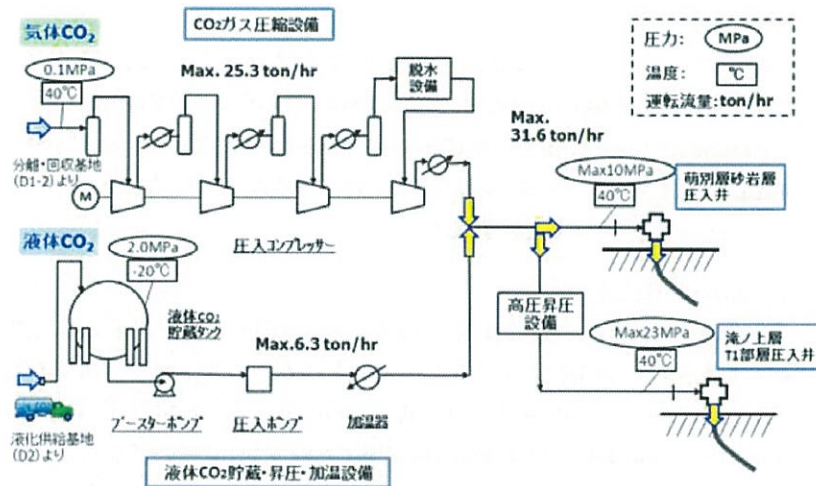 気体CO₂
CO₂ガス圧縮設備
圧力: MPa
温度: ℃
運転流量:ton/hr
0.1MPa
40℃
Max. 25.3 ton/hr
脱水
設備
Max.
31.6 ton/hr
分離・回収基地
(D1-2)より
M
圧入コンプレッサー
Max10MPa
40℃
萌別層砂岩層
圧入井
液体CO₂
2.0MPa
-20℃
液体CO₂
貯蔵タンク
Max.6.3 ton/hr
高圧昇圧
設備
Max23MPa
40℃
滝ノ上層
T1部層圧入井
ブースターポンプ
圧入ポンプ
加温器
液化供給基地
(D2)より
液体CO₂貯蔵・昇圧・加温設備